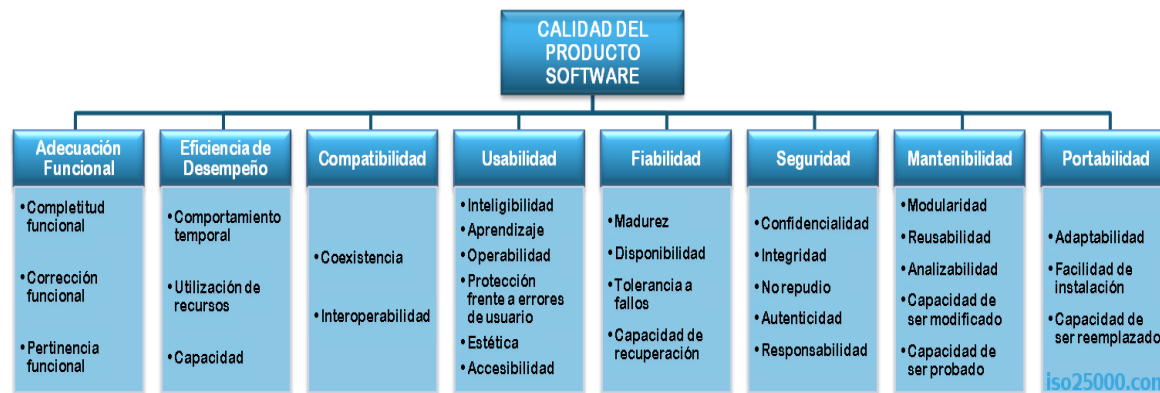 CALIDAD DEL
PRODUCTO
SOFTWARE
Adecuación
Funcional
•Completitud
funcional
•Corrección
funcional
•Pertinencia
funcional
Eficiencia de
Desempeño
•Comportamiento
temporal
•Utilización de
recursos
•Capacidad
Compatibilidad
•Coexistencia
•Interoperabilidad
Usabilidad
•Inteligibilidad
•Aprendizaje
•Operabilidad
•Protección
frente a errores
de usuario
•Estética
•Accesibilidad
Fiabilidad
•Madurez
•Disponibilidad
•Tolerancia a
fallos
•Capacidad de
recuperación
Seguridad
•Confidencialidad
•Integridad
•No repudio
•Autenticidad
•Responsabilidad
Mantenibilidad
•Modularidad
•Reusabilidad
•Analizabilidad
•Capacidad de
ser modificado
•Capacidad de
ser probado
Portabilidad
•Adaptabilidad
•Facilidad de
instalación
•Capacidad de
ser reemplazado
iso25000.com